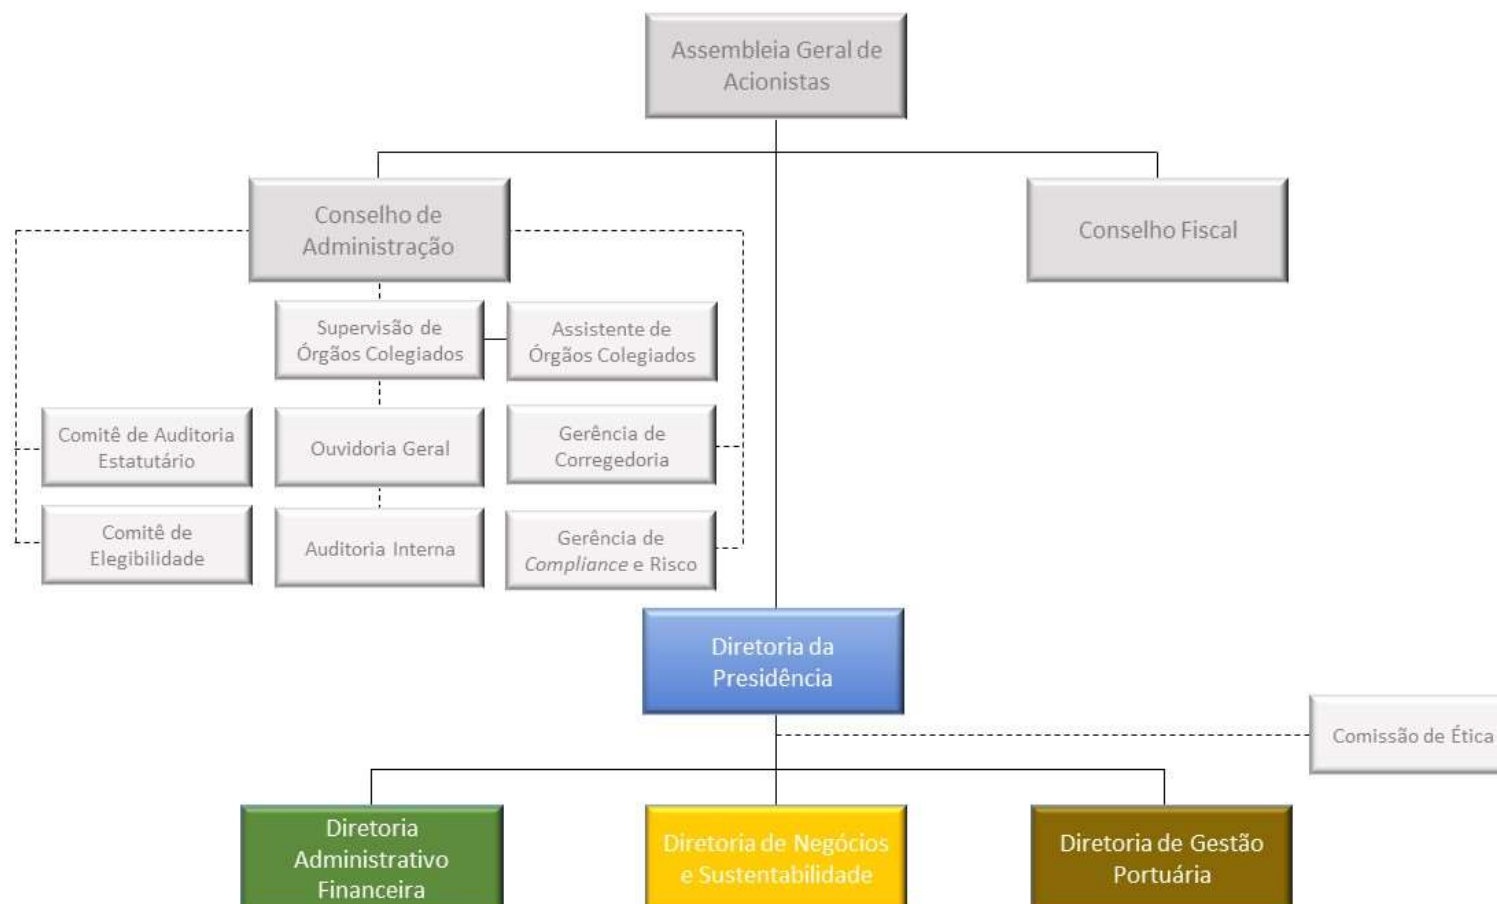 Assembleia Geral de
Acionistas
Conselho de
Administração
Conselho Fiscal
Supervisão de
Órgãos Colegiados
Assistente de
Órgãos Colegiados
Comitê de Auditoria
Estatutário
Ouvidoria Geral
Gerência de
Corregedoria
Comitê de
Elegibilidade
Auditoria Interna
Gerência de
Compliance e Risco
Diretoria da
Presidência
Comissão de Ética
Diretoria
Administrativo
Financeira
Diretoria de Negócios
e Sustentabilidade
Diretoria de Gestão
Portuária